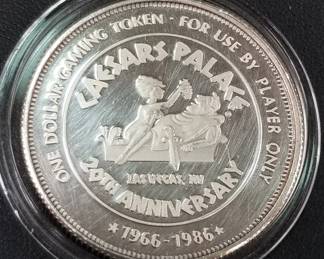 ONE DOLLAR GAMING TOKEN - FOR USE BY PLAYER ONLY
CAESARS PALACE
LAS VEGAS, NV
20TH ANNIVERSARY
★1966-1986★